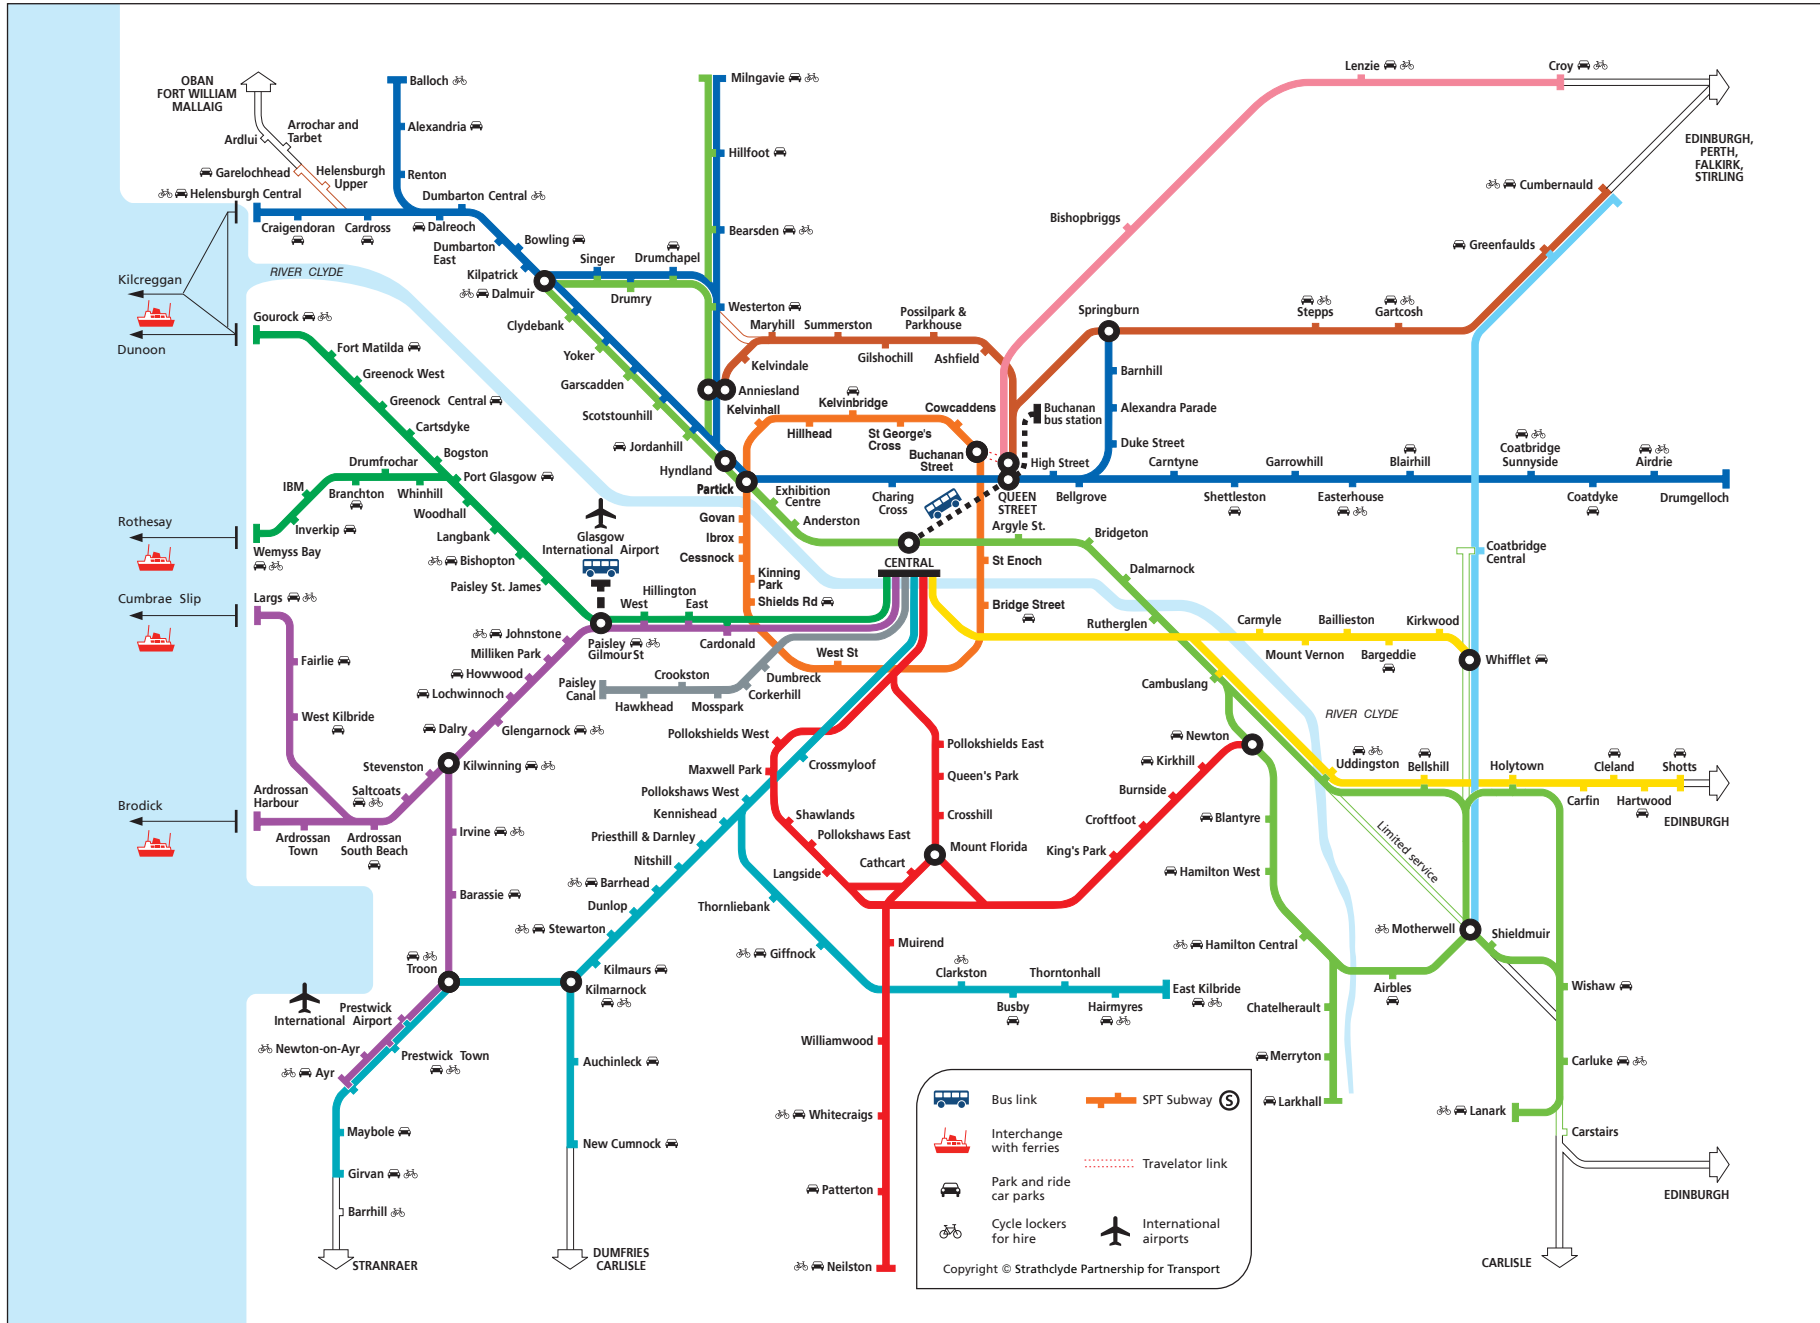 OBAN
FORT WILLIAM
MALLAIG
Ardlui
Arrochar and
Tarbet
Garelochhead
Helensburgh
Upper
Helensburgh Central
Craigendoran
Cardross
Balloch
Alexandria
Renton
Dalreoch
Dumbarton Central
Dumbarton
East
Bowling
Kilpatrick
Dalmuir
Singer
Drumry
Drumchapel
Milngavie
Hillfoot
Bearsden
Westerton
Clydebank
Yoker
Garscadden
Scotstounhill
Jordanhill
Hyndland
Partick
Anniesland
Kelvindale
Maryhill
Summerston
Gilshochill
Possilpark &
Parkhouse
Ashfield
Kelvinhall
Hillhead
Kelvinbridge
St George's
Cross
Cowcaddens
Buchanan
Street
Buchanan
bus station
QUEEN
STREET
Bishopbriggs
Lenzie
Croy
EDINBURGH,
PERTH,
FALKIRK,
STIRLING
Cumbernauld
Greenfaulds
Gartcosh
Stepps
Springburn
Barnhill
Alexandra Parade
Duke Street
High Street
Bellgrove
Carntyne
Shettleston
Garrowhill
Easterhouse
Blairhill
Coatbridge
Sunnyside
Coatdyke
Airdrie
Drumgelloch
Charing
Cross
Exhibition
Centre
Anderston
CENTRAL
Argyle St.
Bridgeton
Dalmarnock
Rutherglen
Cambuslang
Govan
Ibrox
Cessnock
Kinning
Park
Shields Rd
West St
Bridge Street
St Enoch
RIVER CLYDE
Kilcreggan
Dunoon
Gourock
Fort Matilda
Greenock West
Greenock Central
Cartsdyke
Bogston
Port Glasgow
Drumfrochar
Branchton
Whinhill
IBM
Inverkip
Wemyss Bay
Rothesay
Woodhall
Langbank
Bishopton
Paisley St. James
Glasgow
International Airport
Paisley
Gilmour St
Hillington
West
East
Cardonald
Paisley
Canal
Hawkhead
Crookston
Mosspark
Corkerhill
Dumbreck
Cumbrae Slip
Largs
Fairlie
West Kilbride
Johnstone
Milliken Park
Howwood
Lochwinnoch
Glengarnock
Dalry
Kilwinning
Stevenston
Saltcoats
Ardrossan
South Beach
Ardrossan
Town
Ardrossan
Harbour
Brodick
Irvine
Barassie
Troon
Prestwick
International Airport
Prestwick Town
Newton-on-Ayr
Ayr
Maybole
Girvan
Barrhill
STRANRAER
Kilmarnock
Kilmaurs
Stewarton
Dunlop
Barrhead
Nitshill
Priesthill & Darnley
Kennishead
Pollokshaws West
Crossmyloof
Auchinleck
New Cumnock
DUMFRIES
CARLISLE
Pollokshields West
Maxwell Park
Shawlands
Pollokshaws East
Langside
Cathcart
Mount Florida
Crosshill
Queen's Park
Pollokshields East
Thornliebank
Giffnock
Clarkston
Busby
Thorntonhall
Hairmyres
East Kilbride
Muirend
Williamwood
Whitecraigs
Patterton
Neilston
King's Park
Croftfoot
Burnside
Kirkhill
Newton
Blantyre
Hamilton West
Hamilton Central
Chatelherault
Merryton
Larkhall
Airbles
Motherwell
Shieldmuir
Wishaw
Carluke
Lanark
Carstairs
EDINBURGH
CARLISLE
Carmyle
Mount Vernon
Baillieston
Bargeddie
Kirkwood
Whifflet
Coatbridge
Central
RIVER CLYDE
Uddingston
Bellshill
Holytown
Carfin
Cleland
Hartwood
Shotts
EDINBURGH
Limited service
Bus link
Interchange
with ferries
Park and ride
car parks
Cycle lockers
for hire
SPT Subway S
Travelator link
International
airports
Copyright © Strathclyde Partnership for Transport